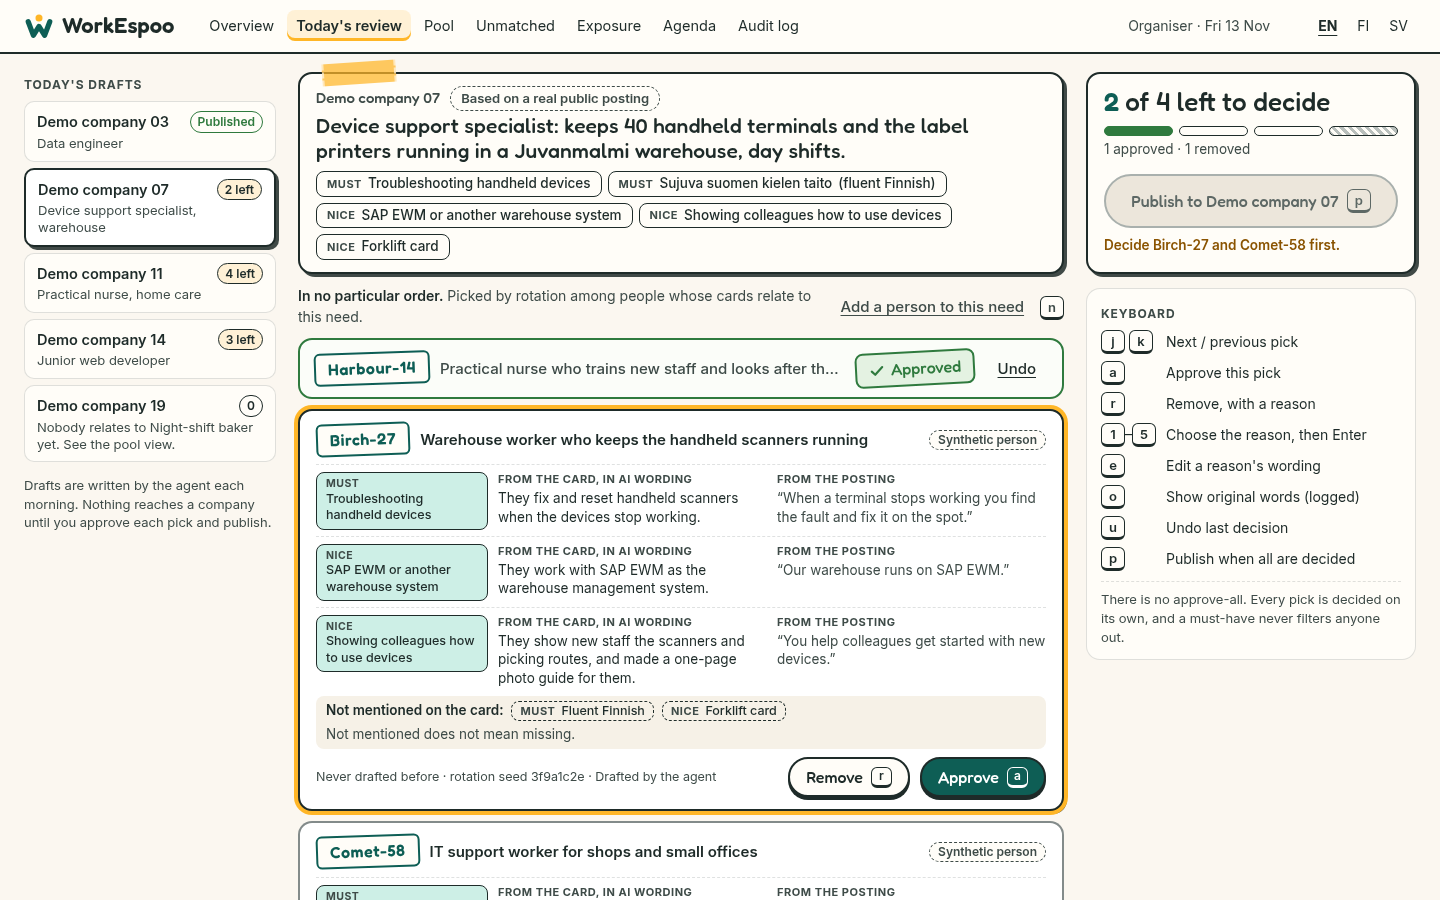 WorkEspoo
Overview
Today's review
Pool
Unmatched
Exposure
Agenda
Audit log
Organiser · Fri 13 Nov
EN
FI
SV
TODAY'S DRAFTS
Demo company 03
Published
Data engineer
Demo company 07
2 left
Device support specialist,
warehouse
Demo company 11
4 left
Practical nurse, home care
Demo company 14
3 left
Junior web developer
Demo company 19
0
Nobody relates to Night-shift baker
yet. See the pool view.
Drafts are written by the agent each
morning. Nothing reaches a company
until you approve each pick and publish.
Demo company 07
Based on a real public posting
Device support specialist: keeps 40 handheld terminals and the label
printers running in a Juvanmalmi warehouse, day shifts.
MUST Troubleshooting handheld devices
MUST Sujuva suomen kielen taito (fluent Finnish)
NICE SAP EWM or another warehouse system
NICE Showing colleagues how to use devices
NICE Forklift card
In no particular order. Picked by rotation among people whose cards relate to
this need.
Add a person to this need
n
Harbour-14
Practical nurse who trains new staff and looks after th...
Approved
Undo
Birch-27
Warehouse worker who keeps the handheld scanners running
Synthetic person
MUST
Troubleshooting
handheld devices
FROM THE CARD, IN AI WORDING
They fix and reset handheld scanners
when the devices stop working.
FROM THE POSTING
“When a terminal stops working you find
the fault and fix it on the spot.”
NICE
SAP EWM or another
warehouse system
FROM THE CARD, IN AI WORDING
They work with SAP EWM as the
warehouse management system.
FROM THE POSTING
“Our warehouse runs on SAP EWM.”
NICE
Showing colleagues how
to use devices
FROM THE CARD, IN AI WORDING
They show new staff the scanners and
picking routes, and made a one-page
photo guide for them.
FROM THE POSTING
“You help colleagues get started with new
devices.”
Not mentioned on the card:
MUST Fluent Finnish
NICE Forklift card
Not mentioned does not mean missing.
Never drafted before · rotation seed 3f9a1c2e · Drafted by the agent
Remove r
Approve a
Comet-58
IT support worker for shops and small offices
Synthetic person
MUST
FROM THE CARD, IN AI WORDING
FROM THE POSTING
2 of 4 left to decide
1 approved · 1 removed
Publish to Demo company 07 p
Decide Birch-27 and Comet-58 first.
KEYBOARD
j k Next / previous pick
a Approve this pick
r Remove, with a reason
1–5 Choose the reason, then Enter
e Edit a reason's wording
o Show original words (logged)
u Undo last decision
p Publish when all are decided
There is no approve-all. Every pick is decided on
its own, and a must-have never filters anyone
out.